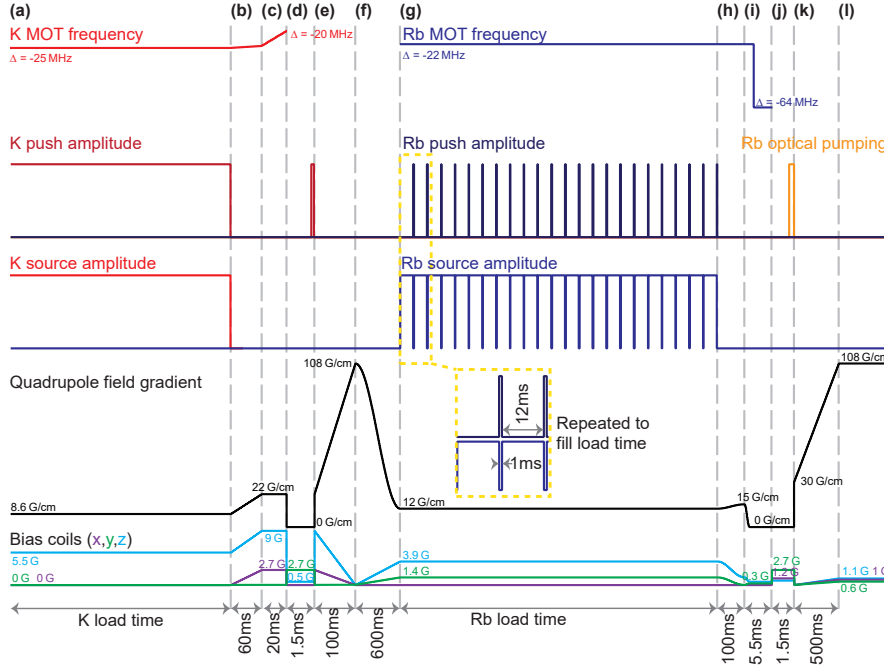 (a) (b) (c) (d) (e) (f) (g) (h) (i) (j) (k) (l)
K MOT frequency
Δ = -25 MHz
Δ = -20 MHz
Rb MOT frequency
Δ = -22 MHz
Δ = -64 MHz
K push amplitude
Rb push amplitude
Rb optical pumping
K source amplitude
Rb source amplitude
Quadrupole field gradient
108 G/cm
108 G/cm
12ms
1ms
Repeated to
fill load time
8.6 G/cm
22 G/cm
0 G/cm
12 G/cm
15 G/cm
0 G/cm
30 G/cm
Bias coils (x,y,z)
5.5 G
0 G 0 G
9 G
2.7 G
2.7 G
0.5 G
3.9 G
1.4 G
0.3 G
2.7 G
1.2 G
1.1 G 1 G
0.6 G
K load time
60ms
20ms
1.5ms
100ms
600ms
Rb load time
100ms
5.5ms
1.5ms
500ms